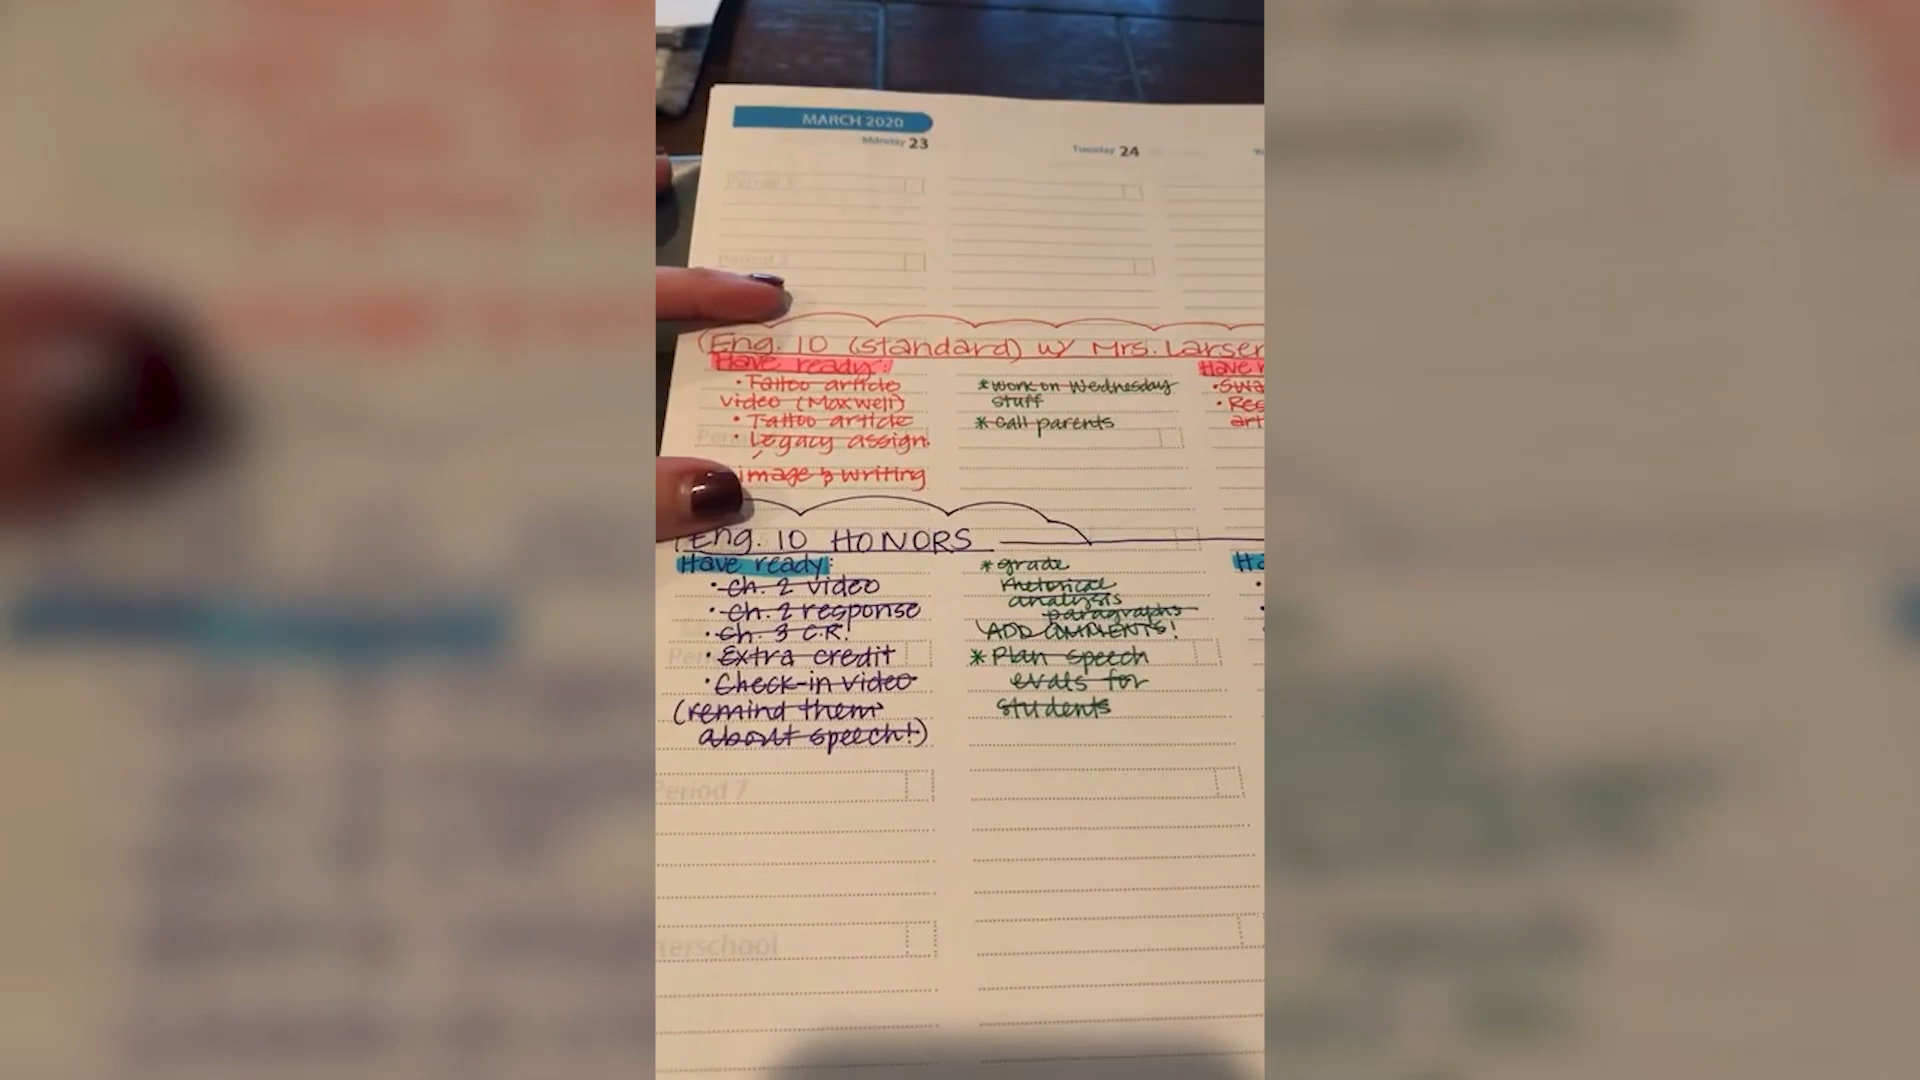 MARCH 2020
Monday 23
Tuesday 24
Period 1
Period 2
(Eng. 10 (standard) w/ Mrs. Larsen
Have ready:
• Tattoo article
video (Maxwell)
• Tattoo article
• Legacy assign.
image & writing
* work on Wednesday
stuff
* call parents
Eng. 10 HONORS
Have ready:
• Ch. 2 video
• Ch. 2 response
• Ch. 3 C.R.!
• Extra credit
• Check-in video
(remind them
about speech!)
* grade
rhetorical
analysis
paragraphs
ADD COMMENTS!
* Plan speech
evals for
students
Period 7
terschool